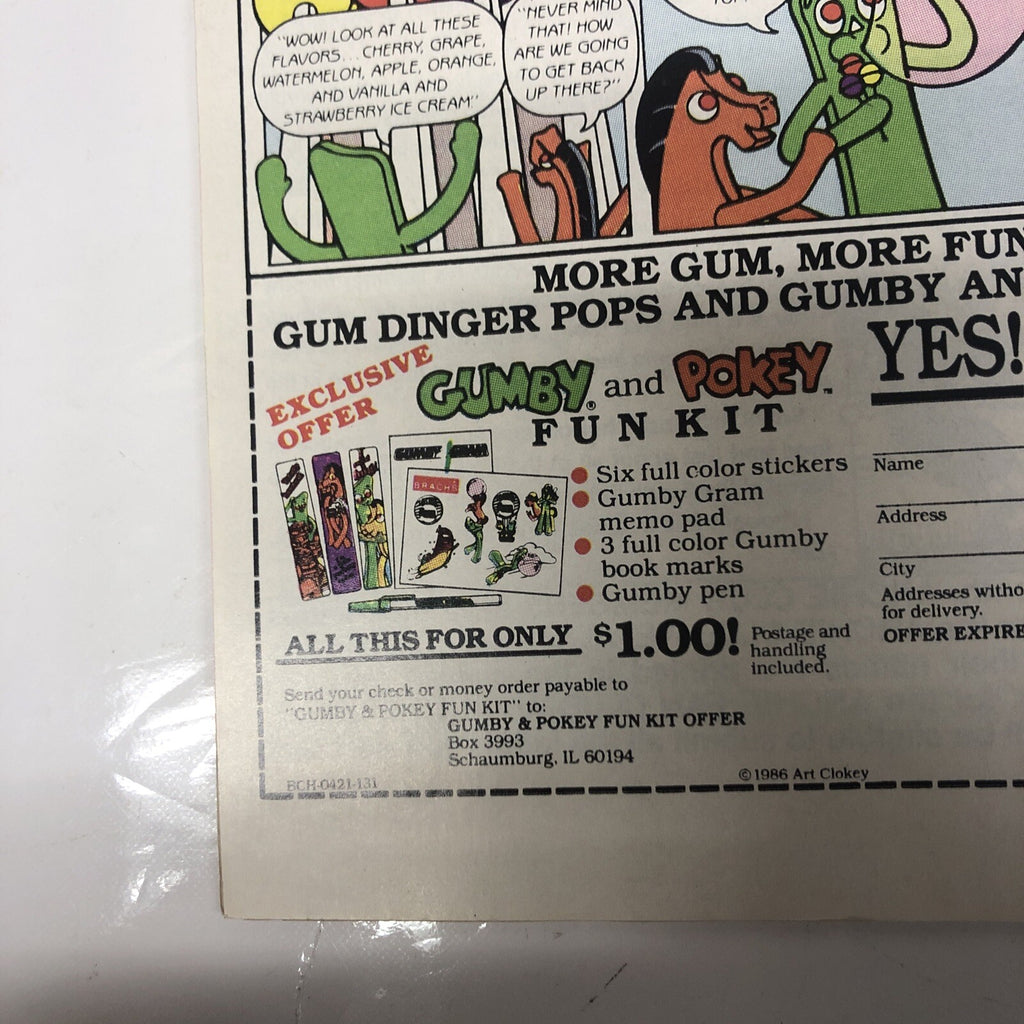 "WOW! LOOK AT ALL THESE
FLAVORS... CHERRY, GRAPE,
WATERMELON, APPLE, ORANGE,
AND VANILLA AND
STRAWBERRY ICE CREAM"
"NEVER MIND
THAT! HOW
ARE WE GOING
TO GET BACK
UP THERE?"
MORE GUM, MORE FUN
GUM DINGER POPS AND GUMBY AN
EXCLUSIVE
OFFER
GUMBY® and POKEY™
FUN KIT
BRACHS
Six full color stickers
Gumby Gram
memo pad
3 full color Gumby
book marks
Gumby pen
ALL THIS FOR ONLY $1.00! Postage and
handling
included.
Send your check or money order payable to
"GUMBY & POKEY FUN KIT" to:
GUMBY & POKEY FUN KIT OFFER
Box 3993
Schaumburg, IL 60194
BCH-0421-131
©1986 Art Clokey
YES!
Name
Address
City
Addresses witho
for delivery.
OFFER EXPIRE